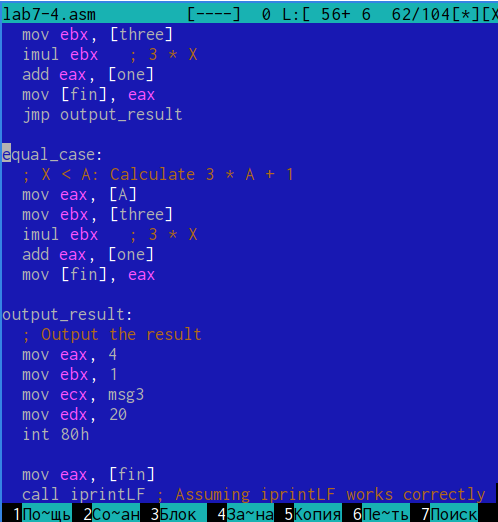 lab7-4.asm [----] 0 L:[ 56+ 6 62/104[*][X
mov ebx, [three]
imul ebx ; 3 * X
add eax, [one]
mov [fin], eax
jmp output_result
equal_case:
; X < A: Calculate 3 * A + 1
mov eax, [A]
mov ebx, [three]
imul ebx ; 3 * X
add eax, [one]
mov [fin], eax
output_result:
; Output the result
mov eax, 4
mov ebx, 1
mov ecx, msg3
mov edx, 20
int 80h
mov eax, [fin]
call iprintLF ; Assuming iprintLF works correctly
1По~щь 2Со~ан 3Блок 4За~на 5Копия 6Пе~ть 7Поиск